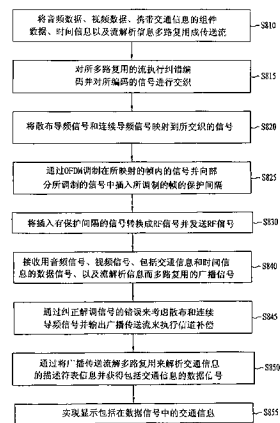 将音频数据、视频数据、携带交通信息的组件
数据、时间信息以及流解析信息多路复用成传送流
S810
对所多路复用的流执行纠错编
码并对所编码的信号进行交织
S815
将散布导频信号和连续导频信号映射到所交织的信号
S820
通过OFDM调制在所映射的帧内的信号并向部
分所调制的信号中插入所调制的帧的保护间隔
S825
将插入有保护间隔的信号转换成RF信号并发送RF信号
S830
接收用音频信号、视频信号、包括交通信息和时间信
息的数据信号、以及流解析信息而多路复用的广播信号
S840
通过纠正解调信号的错误来考虑散布和连续
导频信号并输出广播传送流来执行信道补偿
S845
通过将广播传送流解多路复用来解析交通信息
的描述符表信息并获得包括交通信息的数据信号
S850
实现显示包括在数据信号中的交通信息
S855